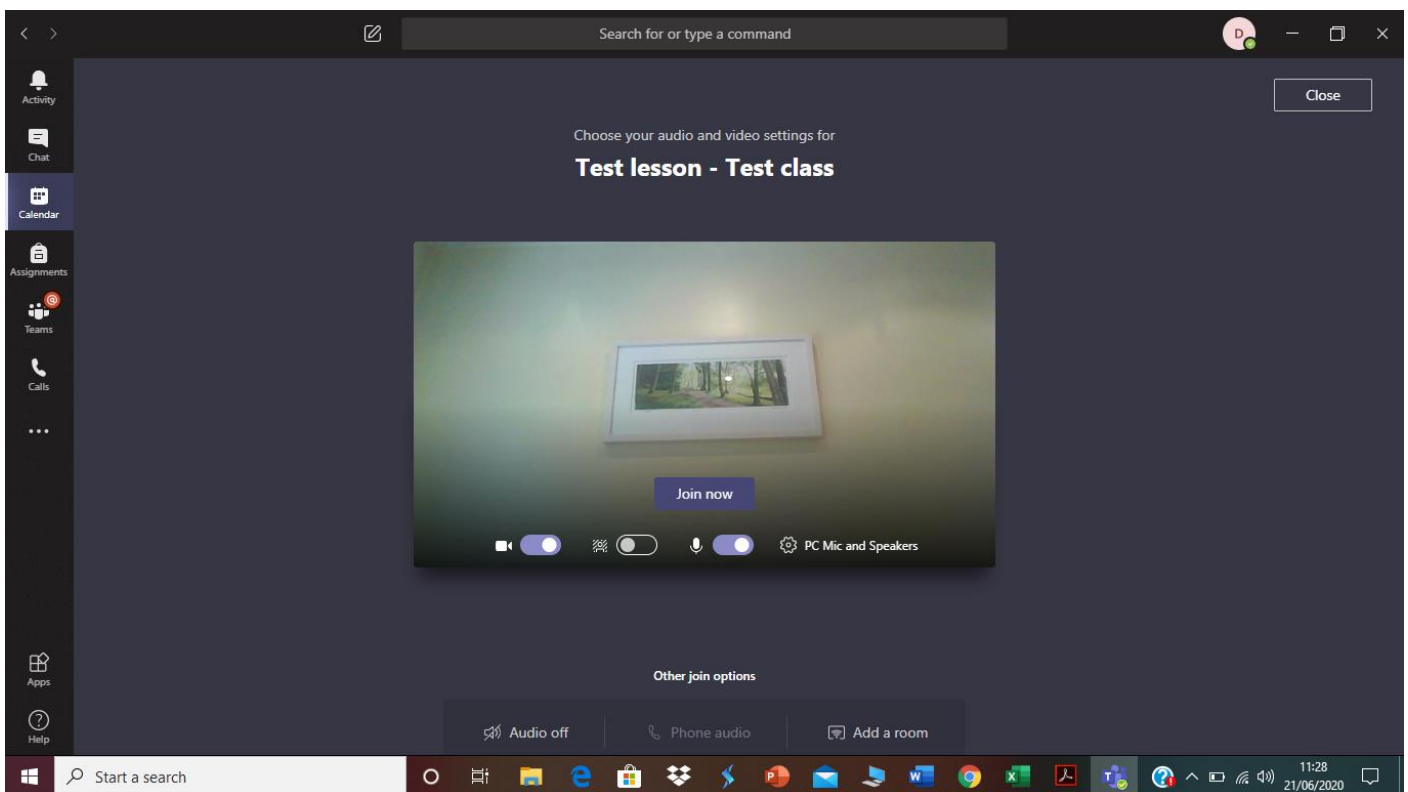 Search for or type a command
D
Activity
Chat
Calendar
Assignments
@
Teams
Calls
Apps
Help
Close
Choose your audio and video settings for
Test lesson - Test class
Join now
PC Mic and Speakers
Other join options
Audio off
Phone audio
Add a room
Start a search
11:28
21/06/2020